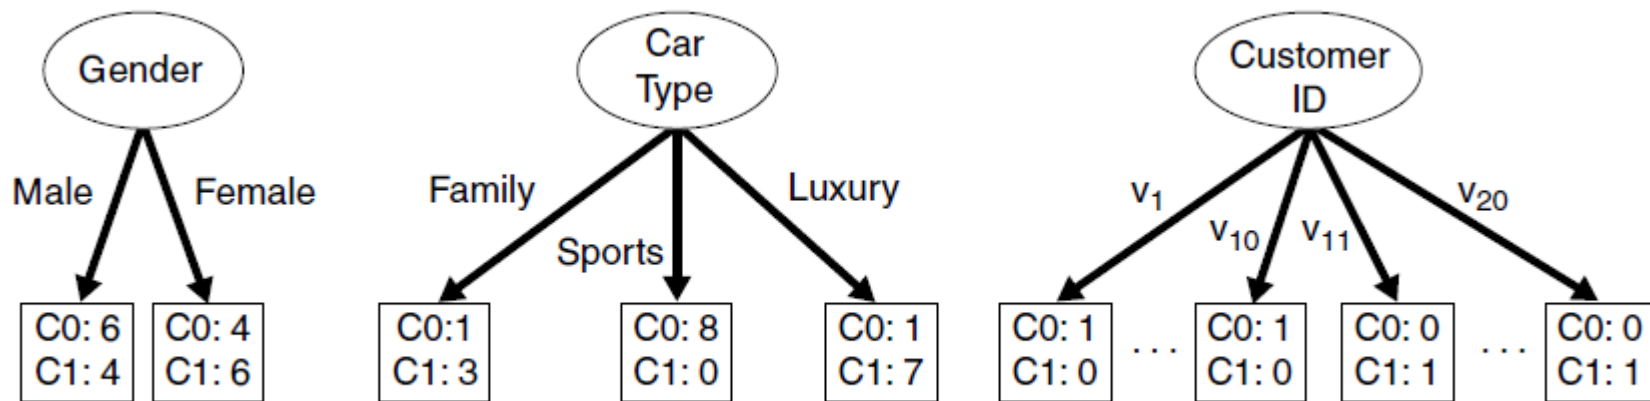 Gender
Male
Female
C0: 6
C1: 4
C0: 4
C1: 6
Car
Type
Family
Sports
Luxury
C0:1
C1: 3
C0: 8
C1: 0
C0: 1
C1: 7
Customer
ID
v1
v10
v11
v20
C0: 1
C1: 0
. . .
C0: 1
C1: 0
C0: 0
C1: 1
. . .
C0: 0
C1: 1